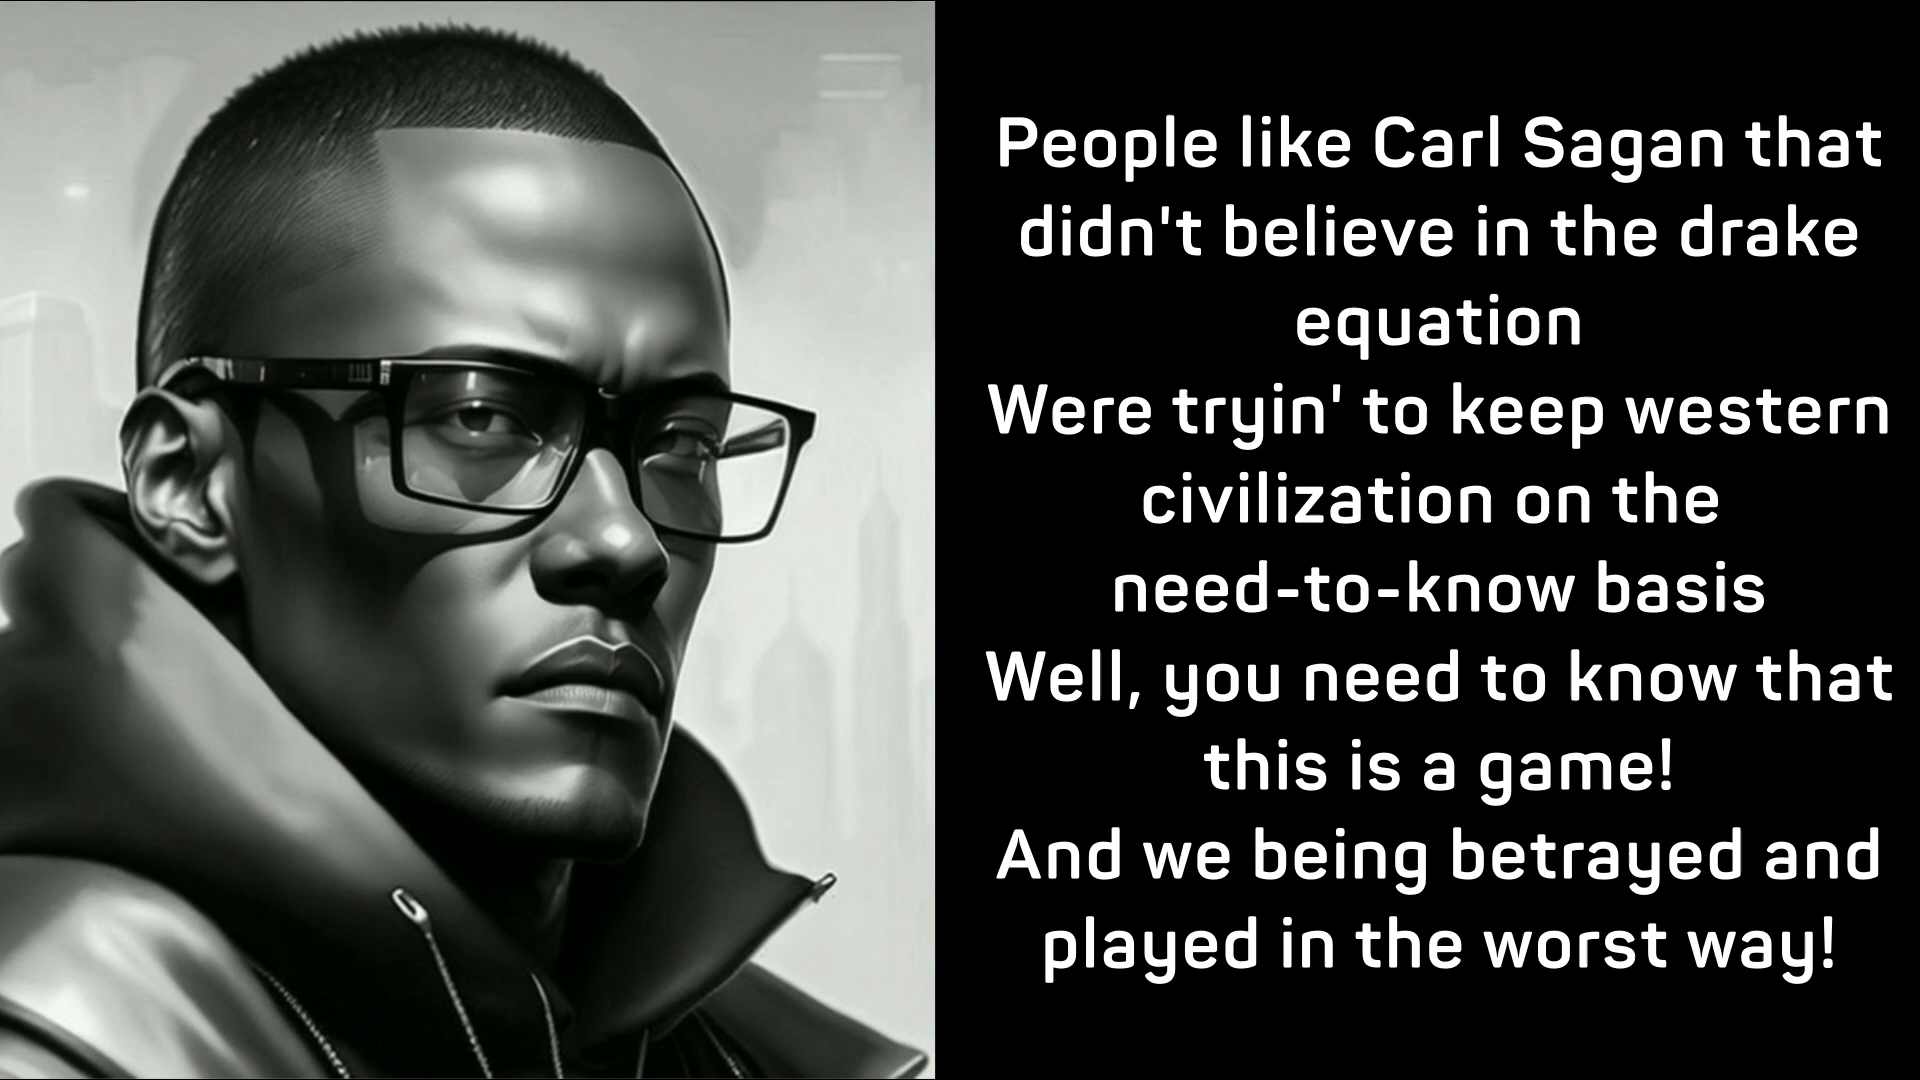 People like Carl Sagan that
didn't believe in the drake
equation
Were tryin' to keep western
civilization on the
need-to-know basis
Well, you need to know that
this is a game!
And we being betrayed and
played in the worst way!